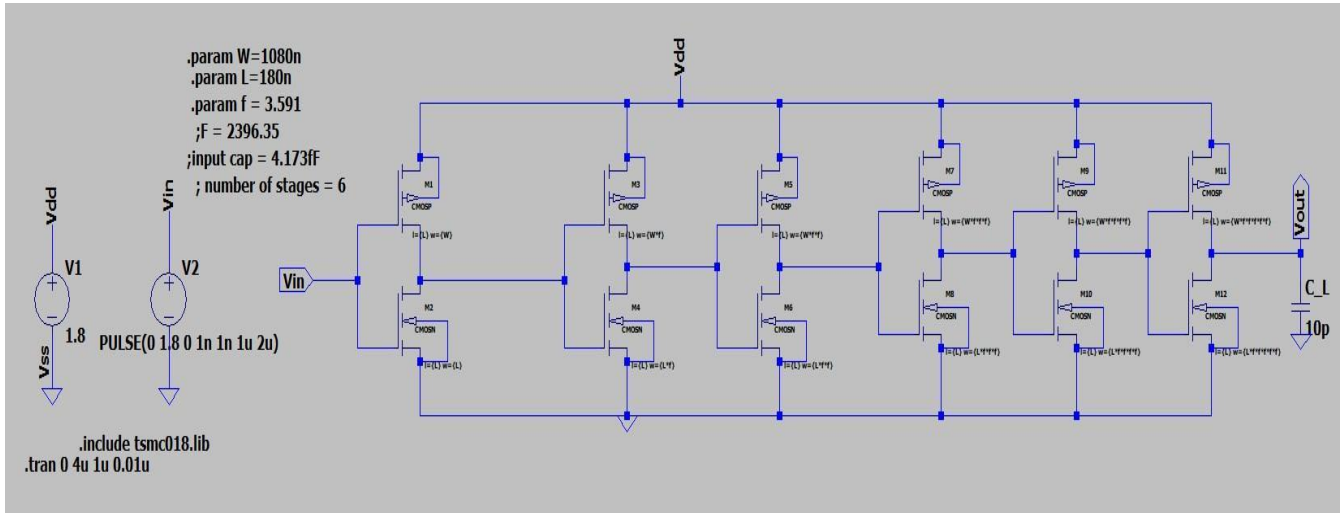 .param W=1080n
.param L=180n
.param f = 3.591
;F = 2396.35
;input cap = 4.173fF
; number of stages = 6
Vdd
Vin
V1
1.8
Vss
V2
PULSE(0 1.8 0 1n 1n 1u 2u)
.include tsmc018.lib
.tran 0 4u 1u 0.01u
Vdd
Vin
M1
CMOSP
l={L} w={W}
M2
CMOSN
l={L} w={L}
M3
CMOSP
l={L} w={W*f}
M4
CMOSN
l={L} w={L*f}
M5
CMOSP
l={L} w={W*f*f}
M6
CMOSN
l={L} w={L*f*f}
M7
CMOSP
l={L} w={W*f*f*f}
M8
CMOSN
l={L} w={L*f*f*f}
M9
CMOSP
l={L} w={W*f*f*f*f}
M10
CMOSN
l={L} w={L*f*f*f*f}
M11
CMOSP
l={L} w={W*f*f*f*f*f}
M12
CMOSN
l={L} w={L*f*f*f*f*f}
Vout
C_L
10p